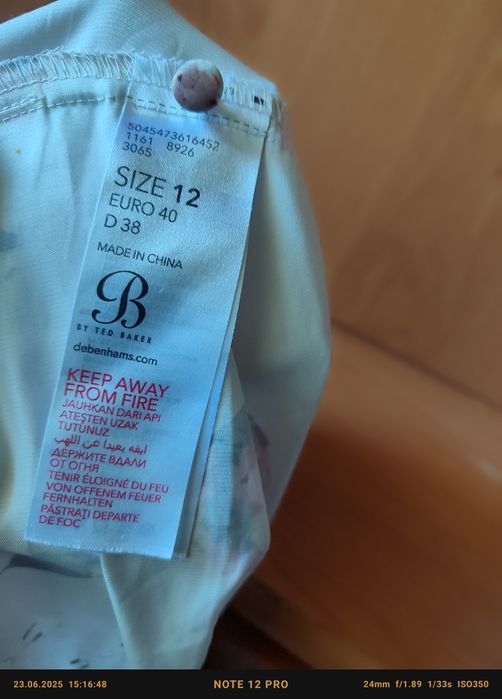 5045473616452
1161 8926
3065
SIZE 12
EURO 40
D 38
MADE IN CHINA
B
BY TED BAKER
debenhams.com
KEEP AWAY
FROM FIRE
JAUHKAN DARI API
ATEŞTEN UZAK
TUTUNUZ
ابقه بعيدا عن اللهب
ДЕРЖИТЕ ВДАЛИ
ОТ ОГНЯ
TENIR ÉLOIGNÉ DU FEU
VON OFFENEM FEUER
FERNHALTEN
PĂSTRAŢI DEPARTE
DE FOC
23.06.2025 15:16:48 NOTE 12 PRO 24mm f/1.89 1/33s ISO350